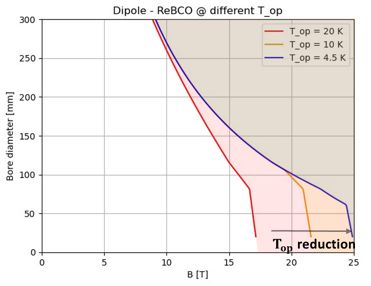 Dipole - ReBCO @ different T_op
T_op = 20 K
T_op = 10 K
T_op = 4.5 K
Bore diameter [mm]
300
250
200
150
100
50
0
T_op reduction
0 5 10 15 20 25
B [T]